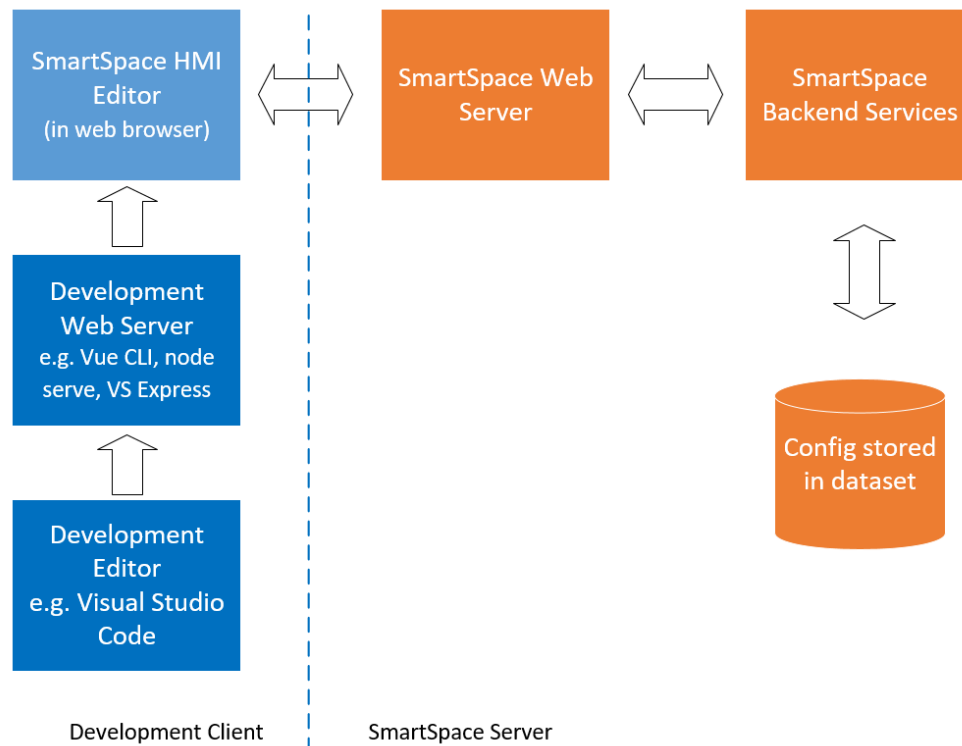 SmartSpace HMI
Editor
(in web browser)
SmartSpace Web
Server
SmartSpace
Backend Services
Development
Web Server
e.g. Vue CLI, node
serve, VS Express
Config stored
in dataset
Development
Editor
e.g. Visual Studio
Code
Development Client
SmartSpace Server